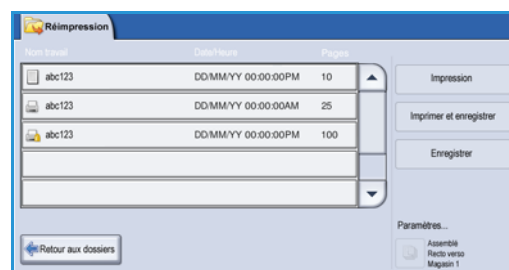 Réimpression
Nom travail Date/Heure Pages
abc123 DD/MM/YY 00:00:00PM 10
abc123 DD/MM/YY 00:00:00AM 25
abc123 DD/MM/YY 00:00:00PM 100
Impression
Imprimer et enregistrer
Enregistrer
Retour aux dossiers
Paramètres...
Assemblé
Recto verso
Magasin 1